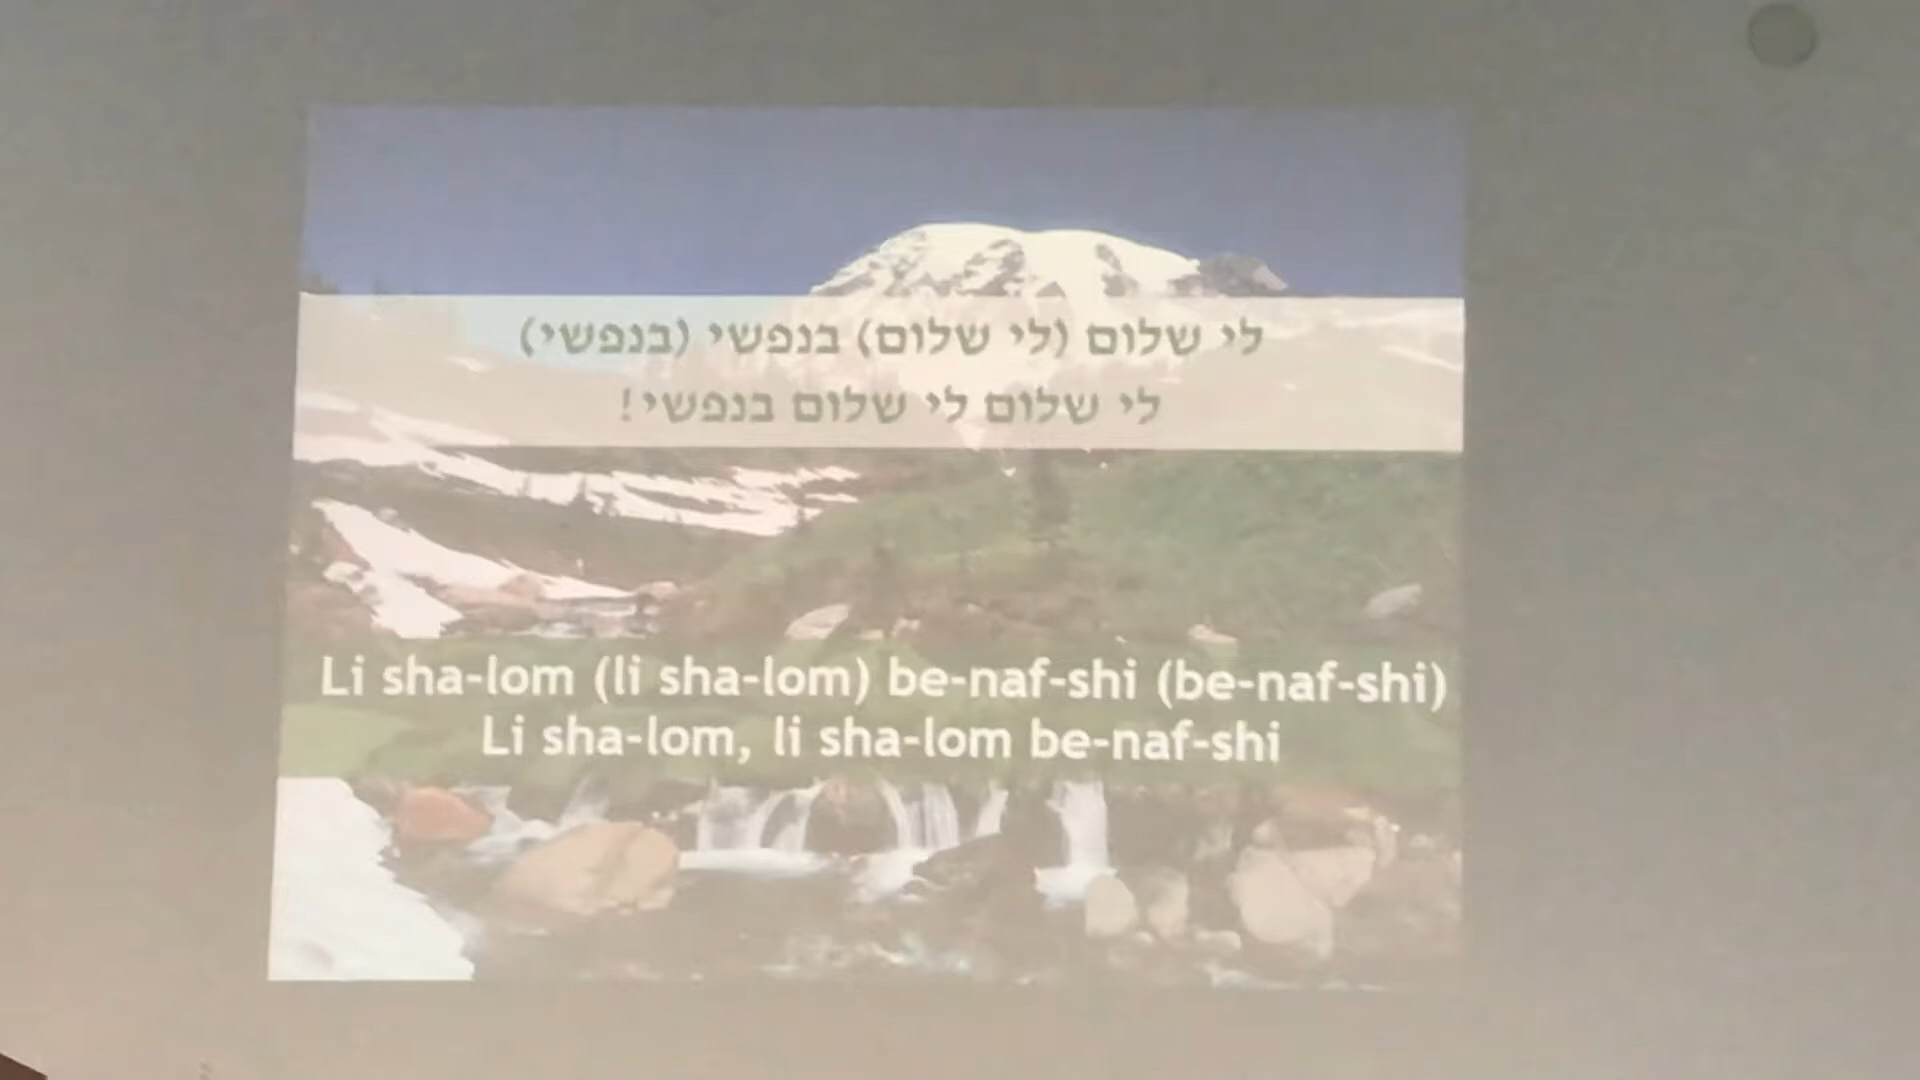 לי שלום (לי שלום) בנפשי (בנפשי)
לי שלום לי שלום בנפשי!
Li sha-lom (li sha-lom) be-naf-shi (be-naf-shi)
Li sha-lom, li sha-lom be-naf-shi